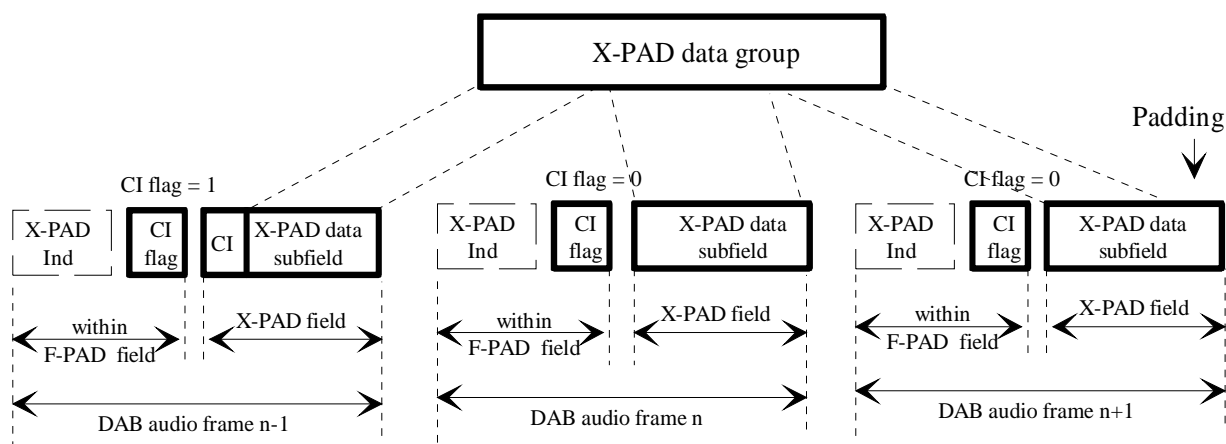 X-PAD data group
Padding
CI flag = 1
CI flag = 0
CI flag = 0
X-PAD
Ind
CI
flag
CI
X-PAD data
subfield
X-PAD
Ind
CI
flag
X-PAD data
subfield
X-PAD
Ind
CI
flag
X-PAD data
subfield
within
F-PAD field
X-PAD field
within
F-PAD field
X-PAD field
within
F-PAD field
X-PAD field
DAB audio frame n-1
DAB audio frame n
DAB audio frame n+1